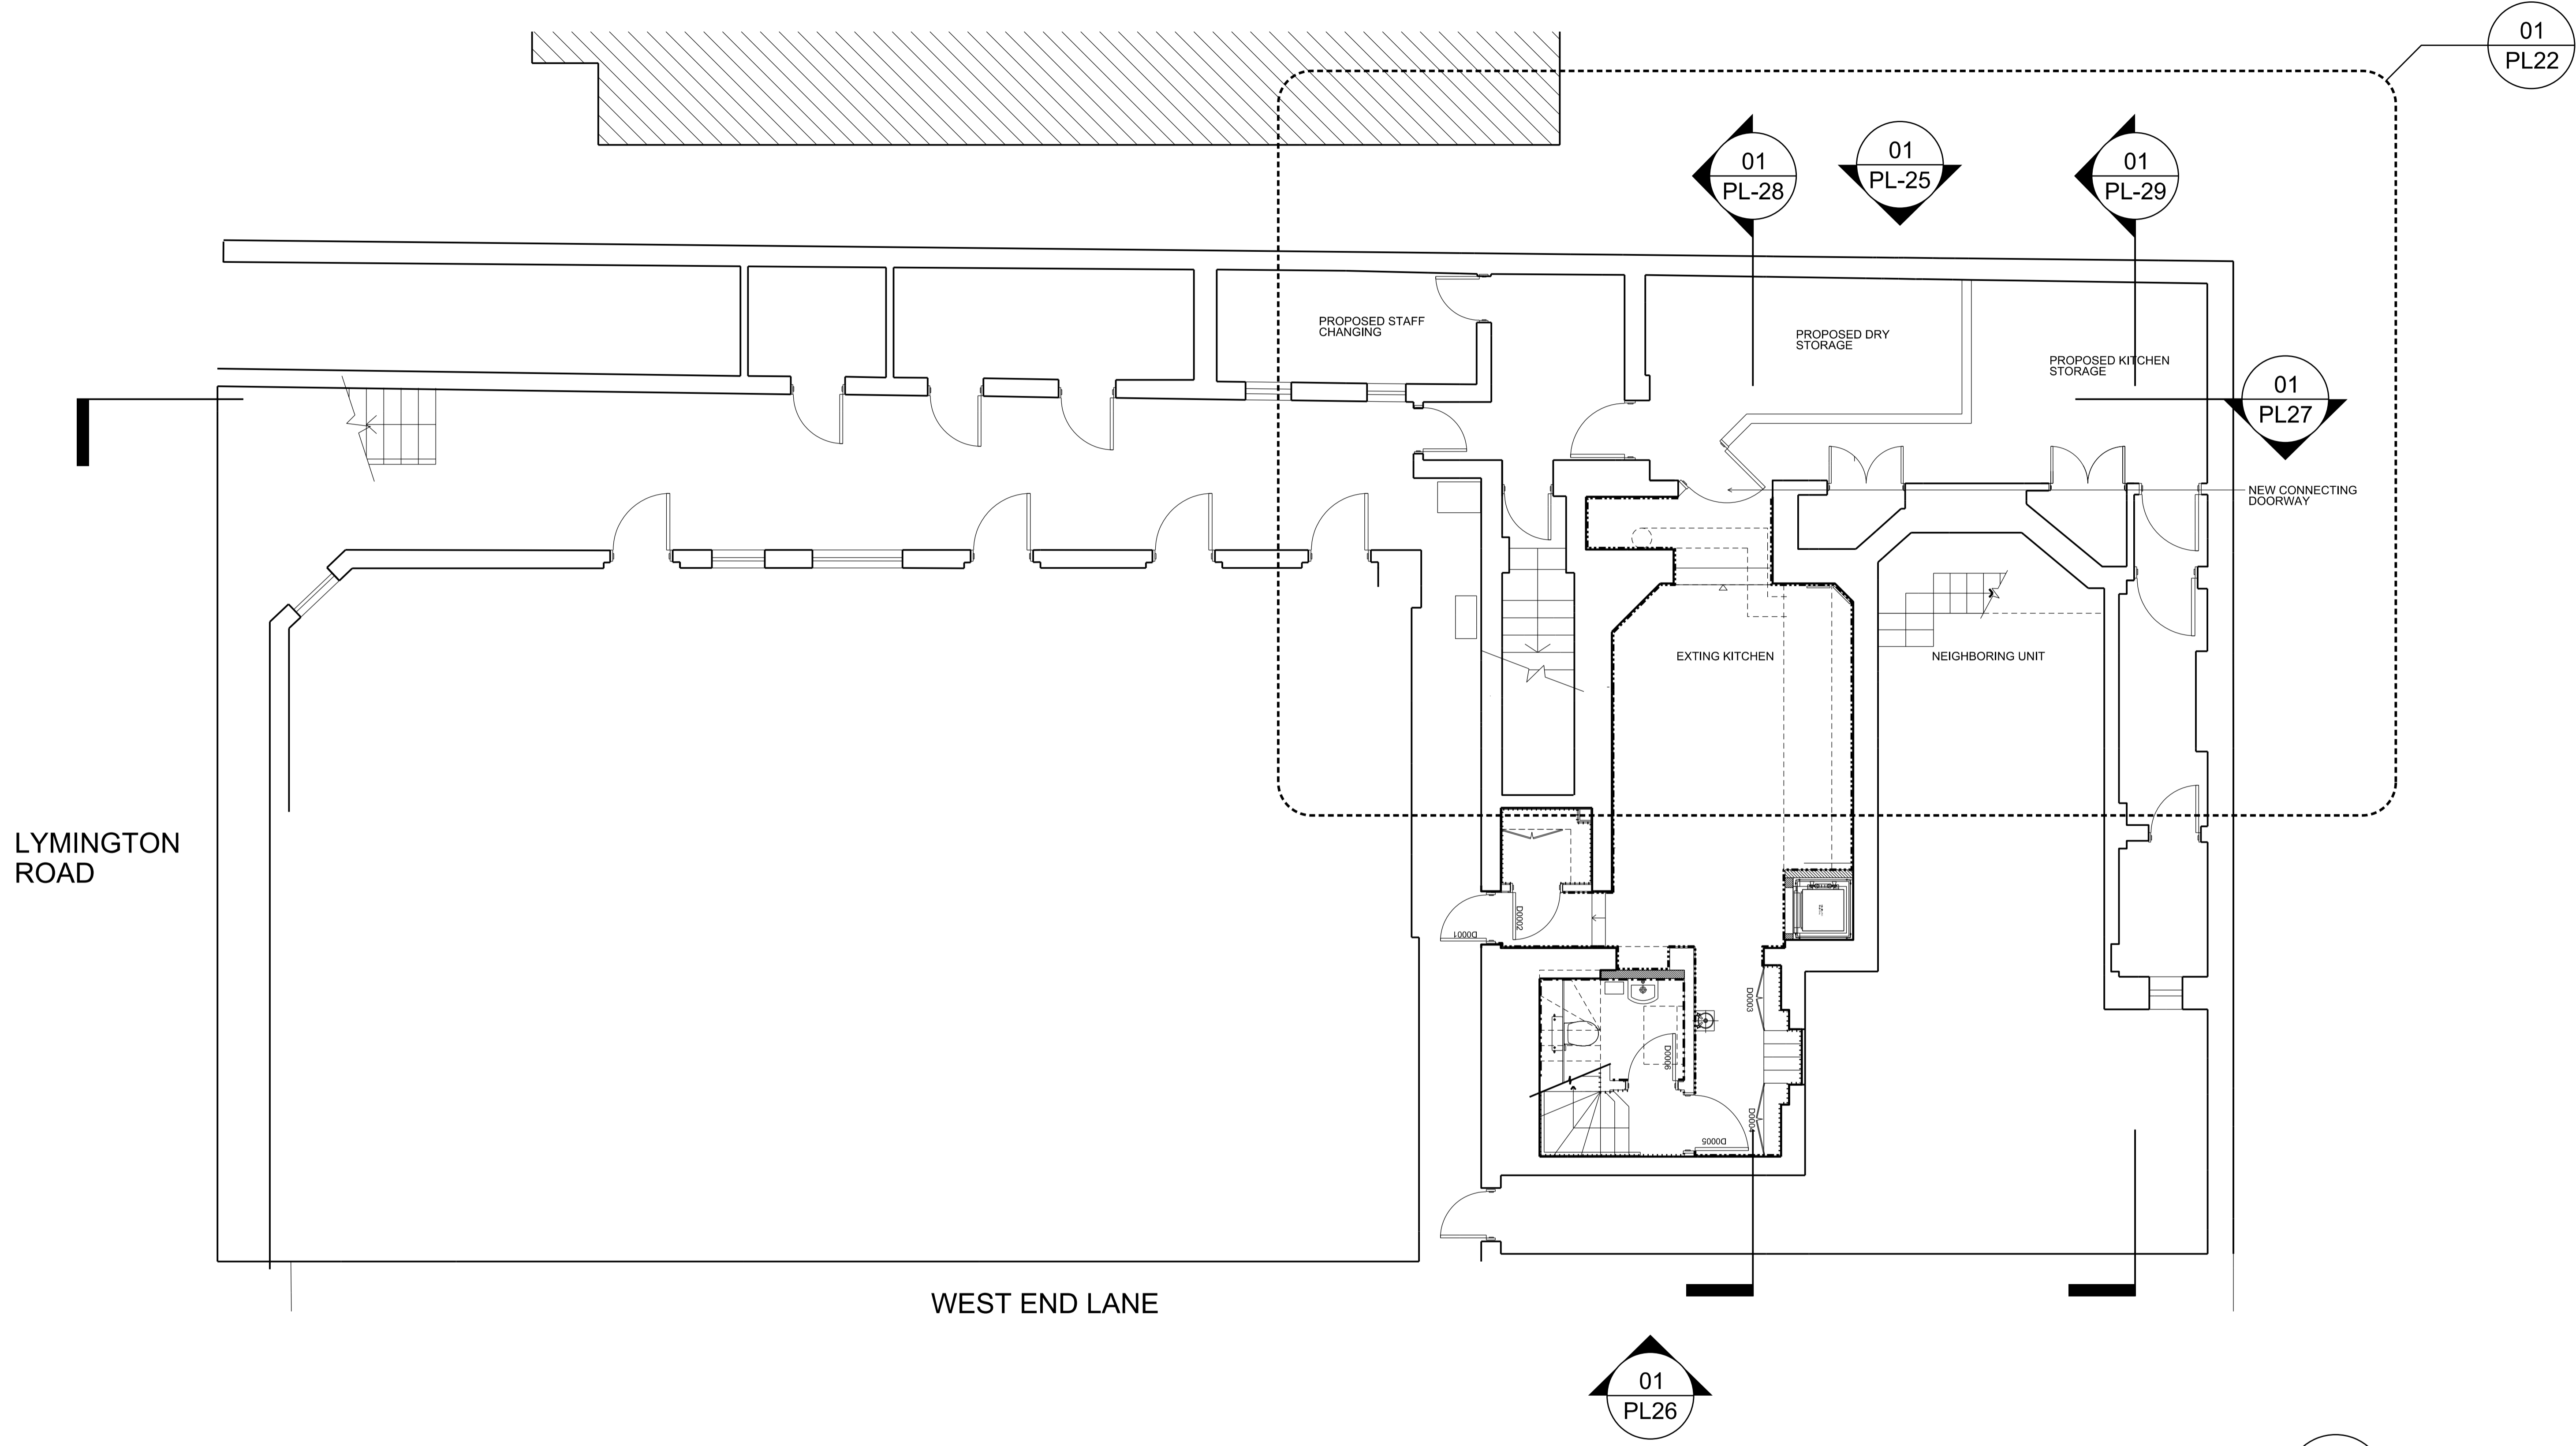 01
PL22
01
PL-28
01
PL-25
01
PL-29
PROPOSED STAFF
CHANGING
PROPOSED DRY
STORAGE
PROPOSED KITCHEN
STORAGE
01
PL27
NEW CONNECTING
DOORWAY
EXTING KITCHEN
NEIGHBORING UNIT
LYMINGTON
ROAD
D0002
D0001
D0003
D0006
D0004
D0005
WEST END LANE
01
PL26